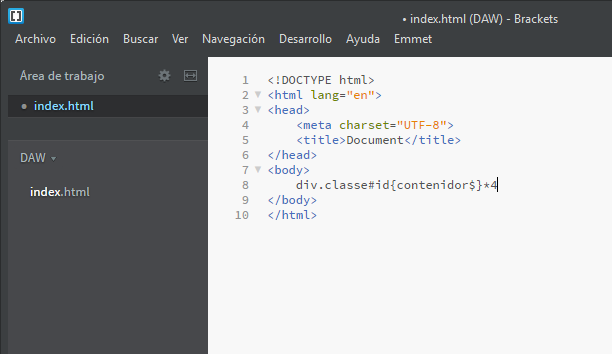 • index.html (DAW) - Brackets
Archivo Edición Buscar Ver Navegación Desarrollo Ayuda Emmet
Área de trabajo
index.html
DAW
index.html
1 <!DOCTYPE html>
2 <html lang="en">
3 <head>
4 <meta charset="UTF-8">
5 <title>Document</title>
6 </head>
7 <body>
8 div.classe#id{contenidor$}*4
9 </body>
10 </html>